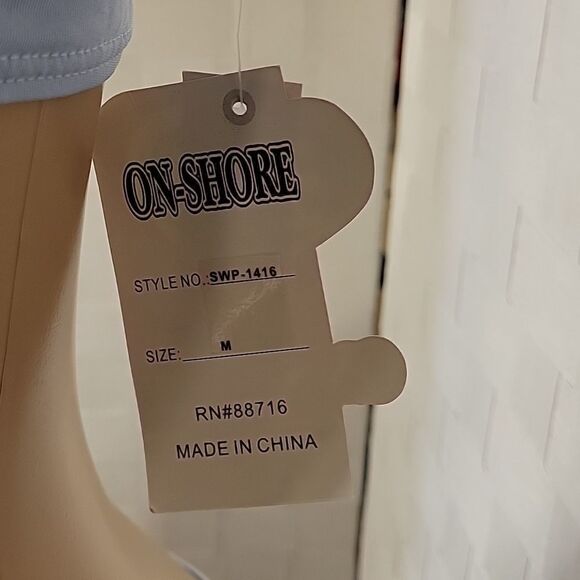 ON-SHORE
STYLE NO.: SWP-1416
SIZE: M
RN#88716
MADE IN CHINA